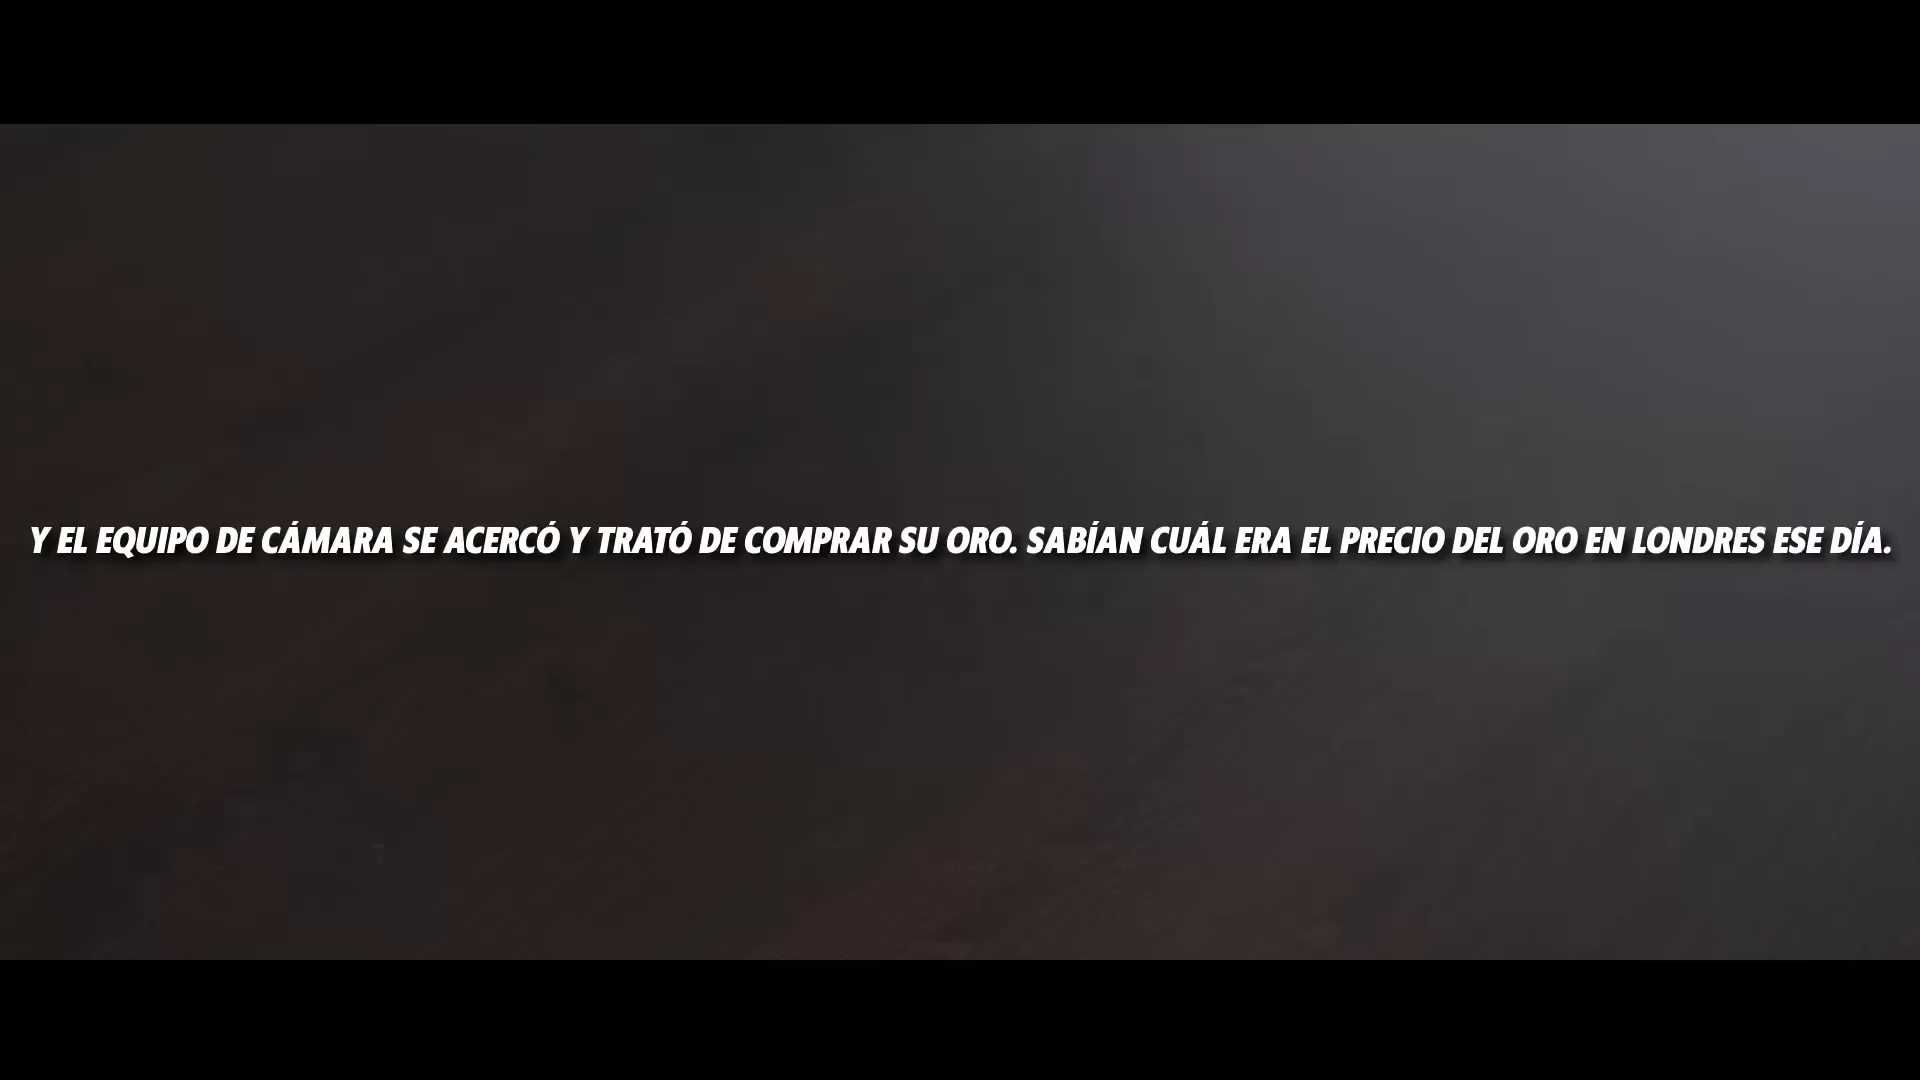 Y EL EQUIPO DE CÁMARA SE ACERCÓ Y TRATÓ DE COMPRAR SU ORO. SABÍAN CUÁL ERA EL PRECIO DEL ORO EN LONDRES ESE DÍA.